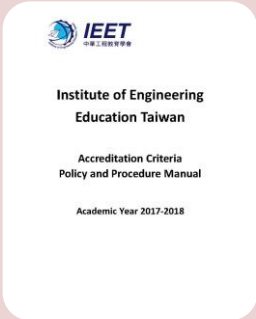 IEET
中華工程教育學會
Institute of Engineering
Education Taiwan
Accreditation Criteria
Policy and Procedure Manual
Academic Year 2017-2018